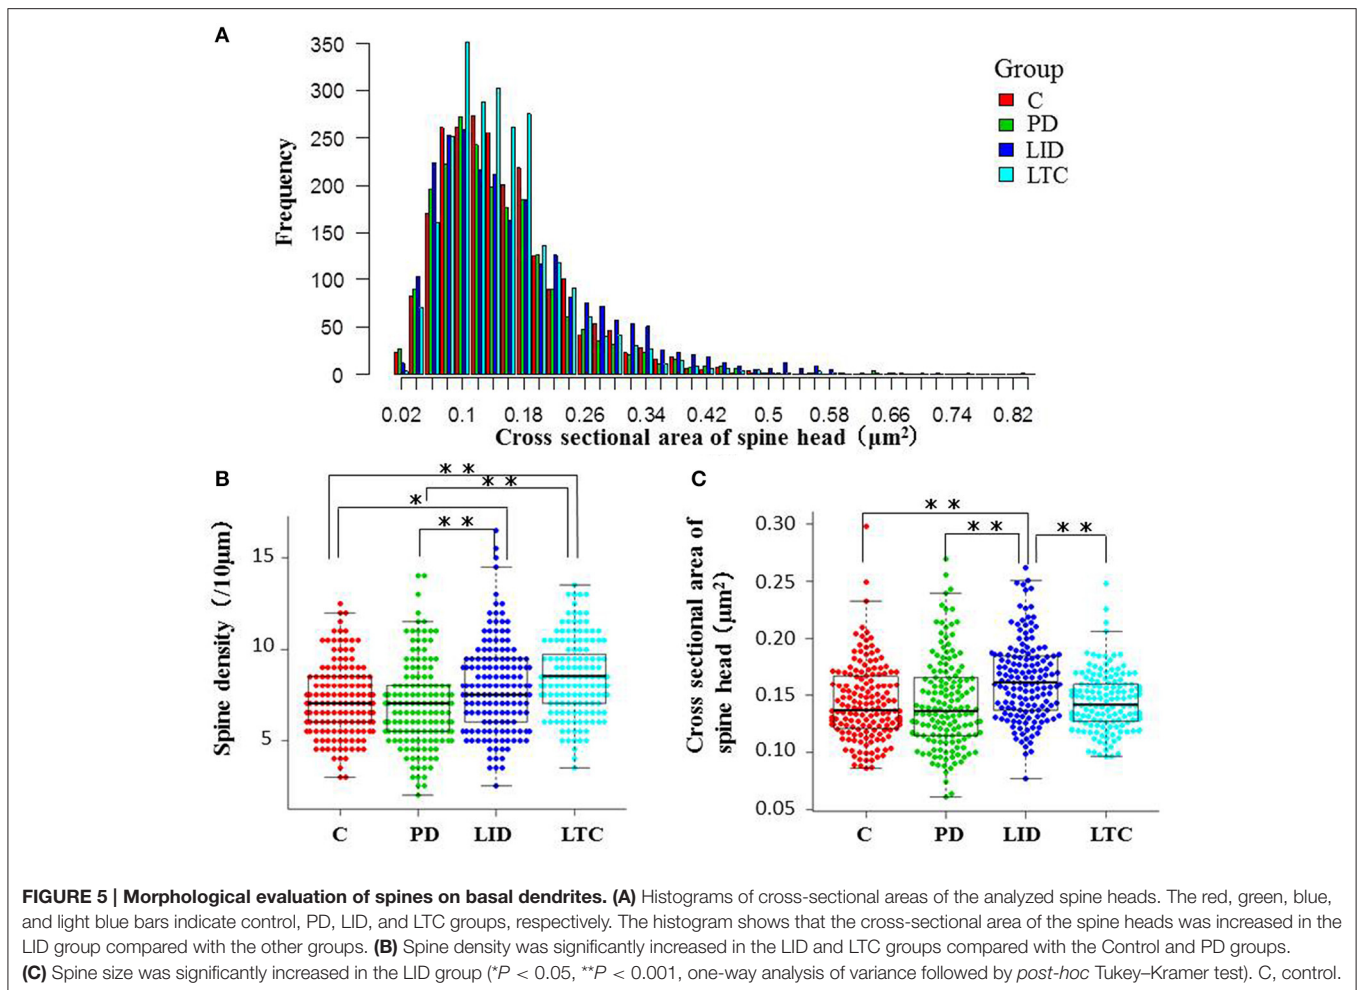 A
350
300
250
200
150
100
50
0
Frequency
Group
C
PD
LID
LTC
0.02 0.1 0.18 0.26 0.34 0.42 0.5 0.58 0.66 0.74 0.82
Cross sectional area of spine head (μm²)
B
** 
**
*
**
Spine density (/10μm)
15
10
5
C PD LID LTC
C
**
** **
Cross sectional area of
spine head (μm²)
0.30
0.25
0.20
0.15
0.10
0.05
C PD LID LTC
FIGURE 5 | Morphological evaluation of spines on basal dendrites. (A) Histograms of cross-sectional areas of the analyzed spine heads. The red, green, blue,
and light blue bars indicate control, PD, LID, and LTC groups, respectively. The histogram shows that the cross-sectional area of the spine heads was increased in the
LID group compared with the other groups. (B) Spine density was significantly increased in the LID and LTC groups compared with the Control and PD groups.
(C) Spine size was significantly increased in the LID group (*P < 0.05, **P < 0.001, one-way analysis of variance followed by post-hoc Tukey–Kramer test). C, control.